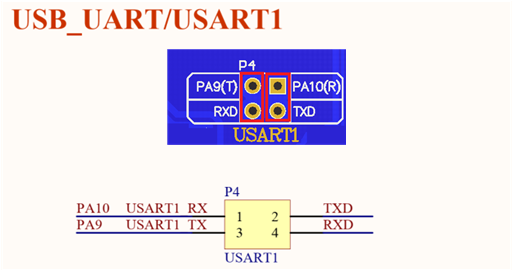 USB_UART/USART1
P4
PA9(T) PA10(R)
RXD TXD
USART1
P4
PA10 USART1 RX 1 2 TXD
PA9 USART1 TX 3 4 RXD
USART1